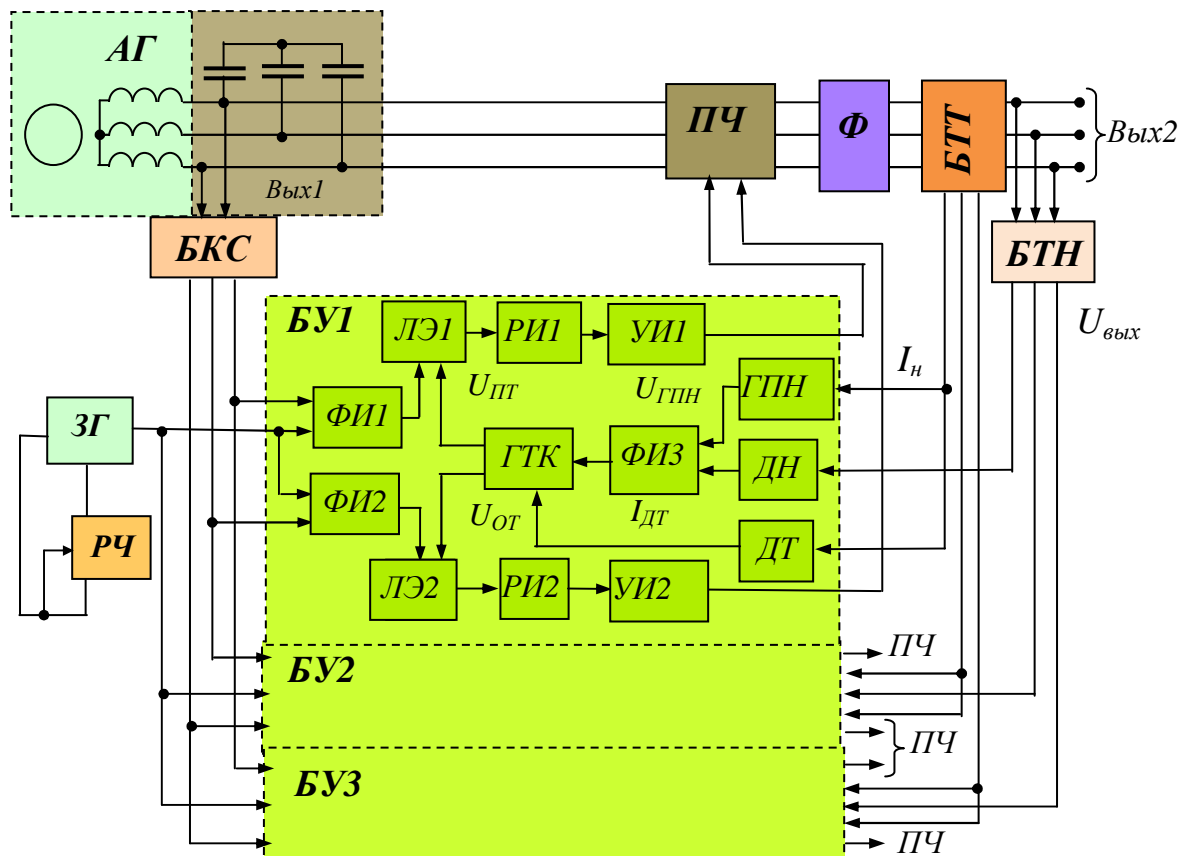 АГ
ПЧ
Ф
БТТ
Вых2
Вых1
БКС
БТН
БУ1
ЛЭ1
РИ1
УИ1
U_вых
U_ПТ
U_ГПН
ГПН
I_н
ЗГ
ФИ1
ГТК
ФИ3
ДН
ФИ2
U_ОТ
I_ДТ
РЧ
ДТ
ЛЭ2
РИ2
УИ2
БУ2
ПЧ
ПЧ
БУ3
ПЧ